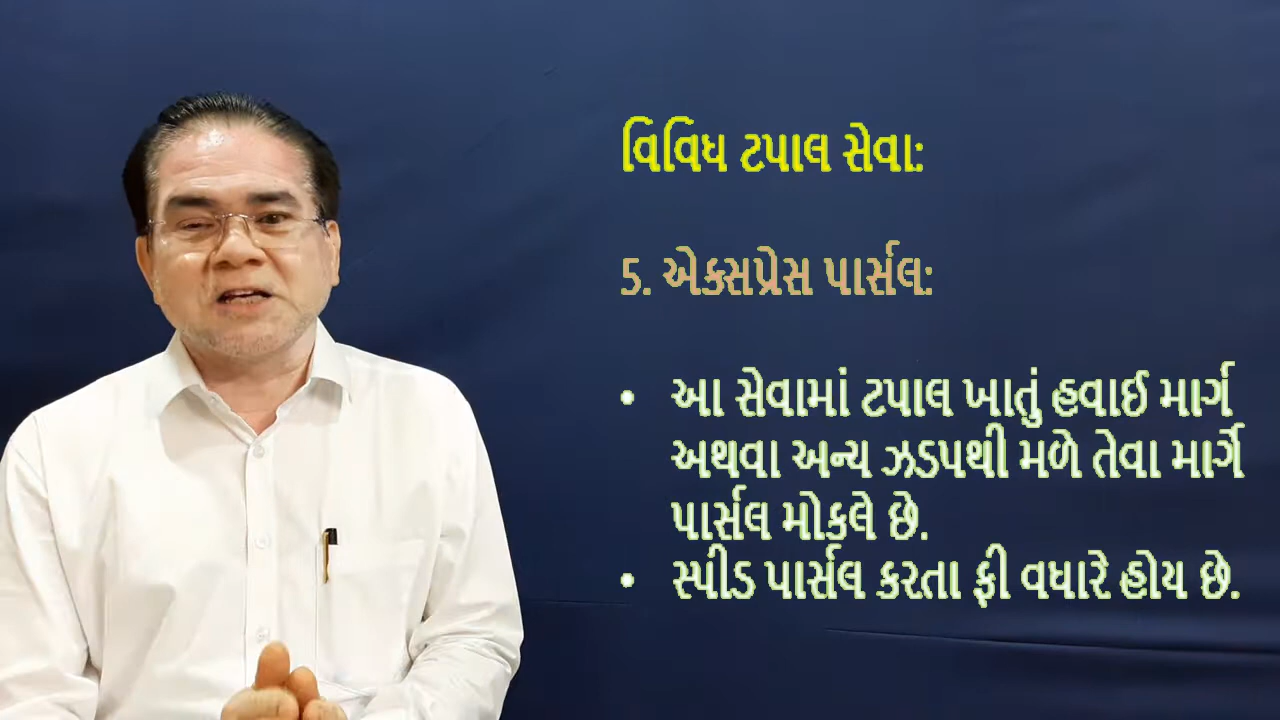 વિવિધ ટપાલ સેવા:
5. એક્સપ્રેસ પાર્સલ:
• આ સેવામાં ટપાલ ખાતું હવાઈ માર્ગ
અથવા અન્ય ઝડપથી મળે તેવા માર્ગે
પાર્સલ મોકલે છે.
• સ્પીડ પાર્સલ કરતા ફી વધારે હોય છે.